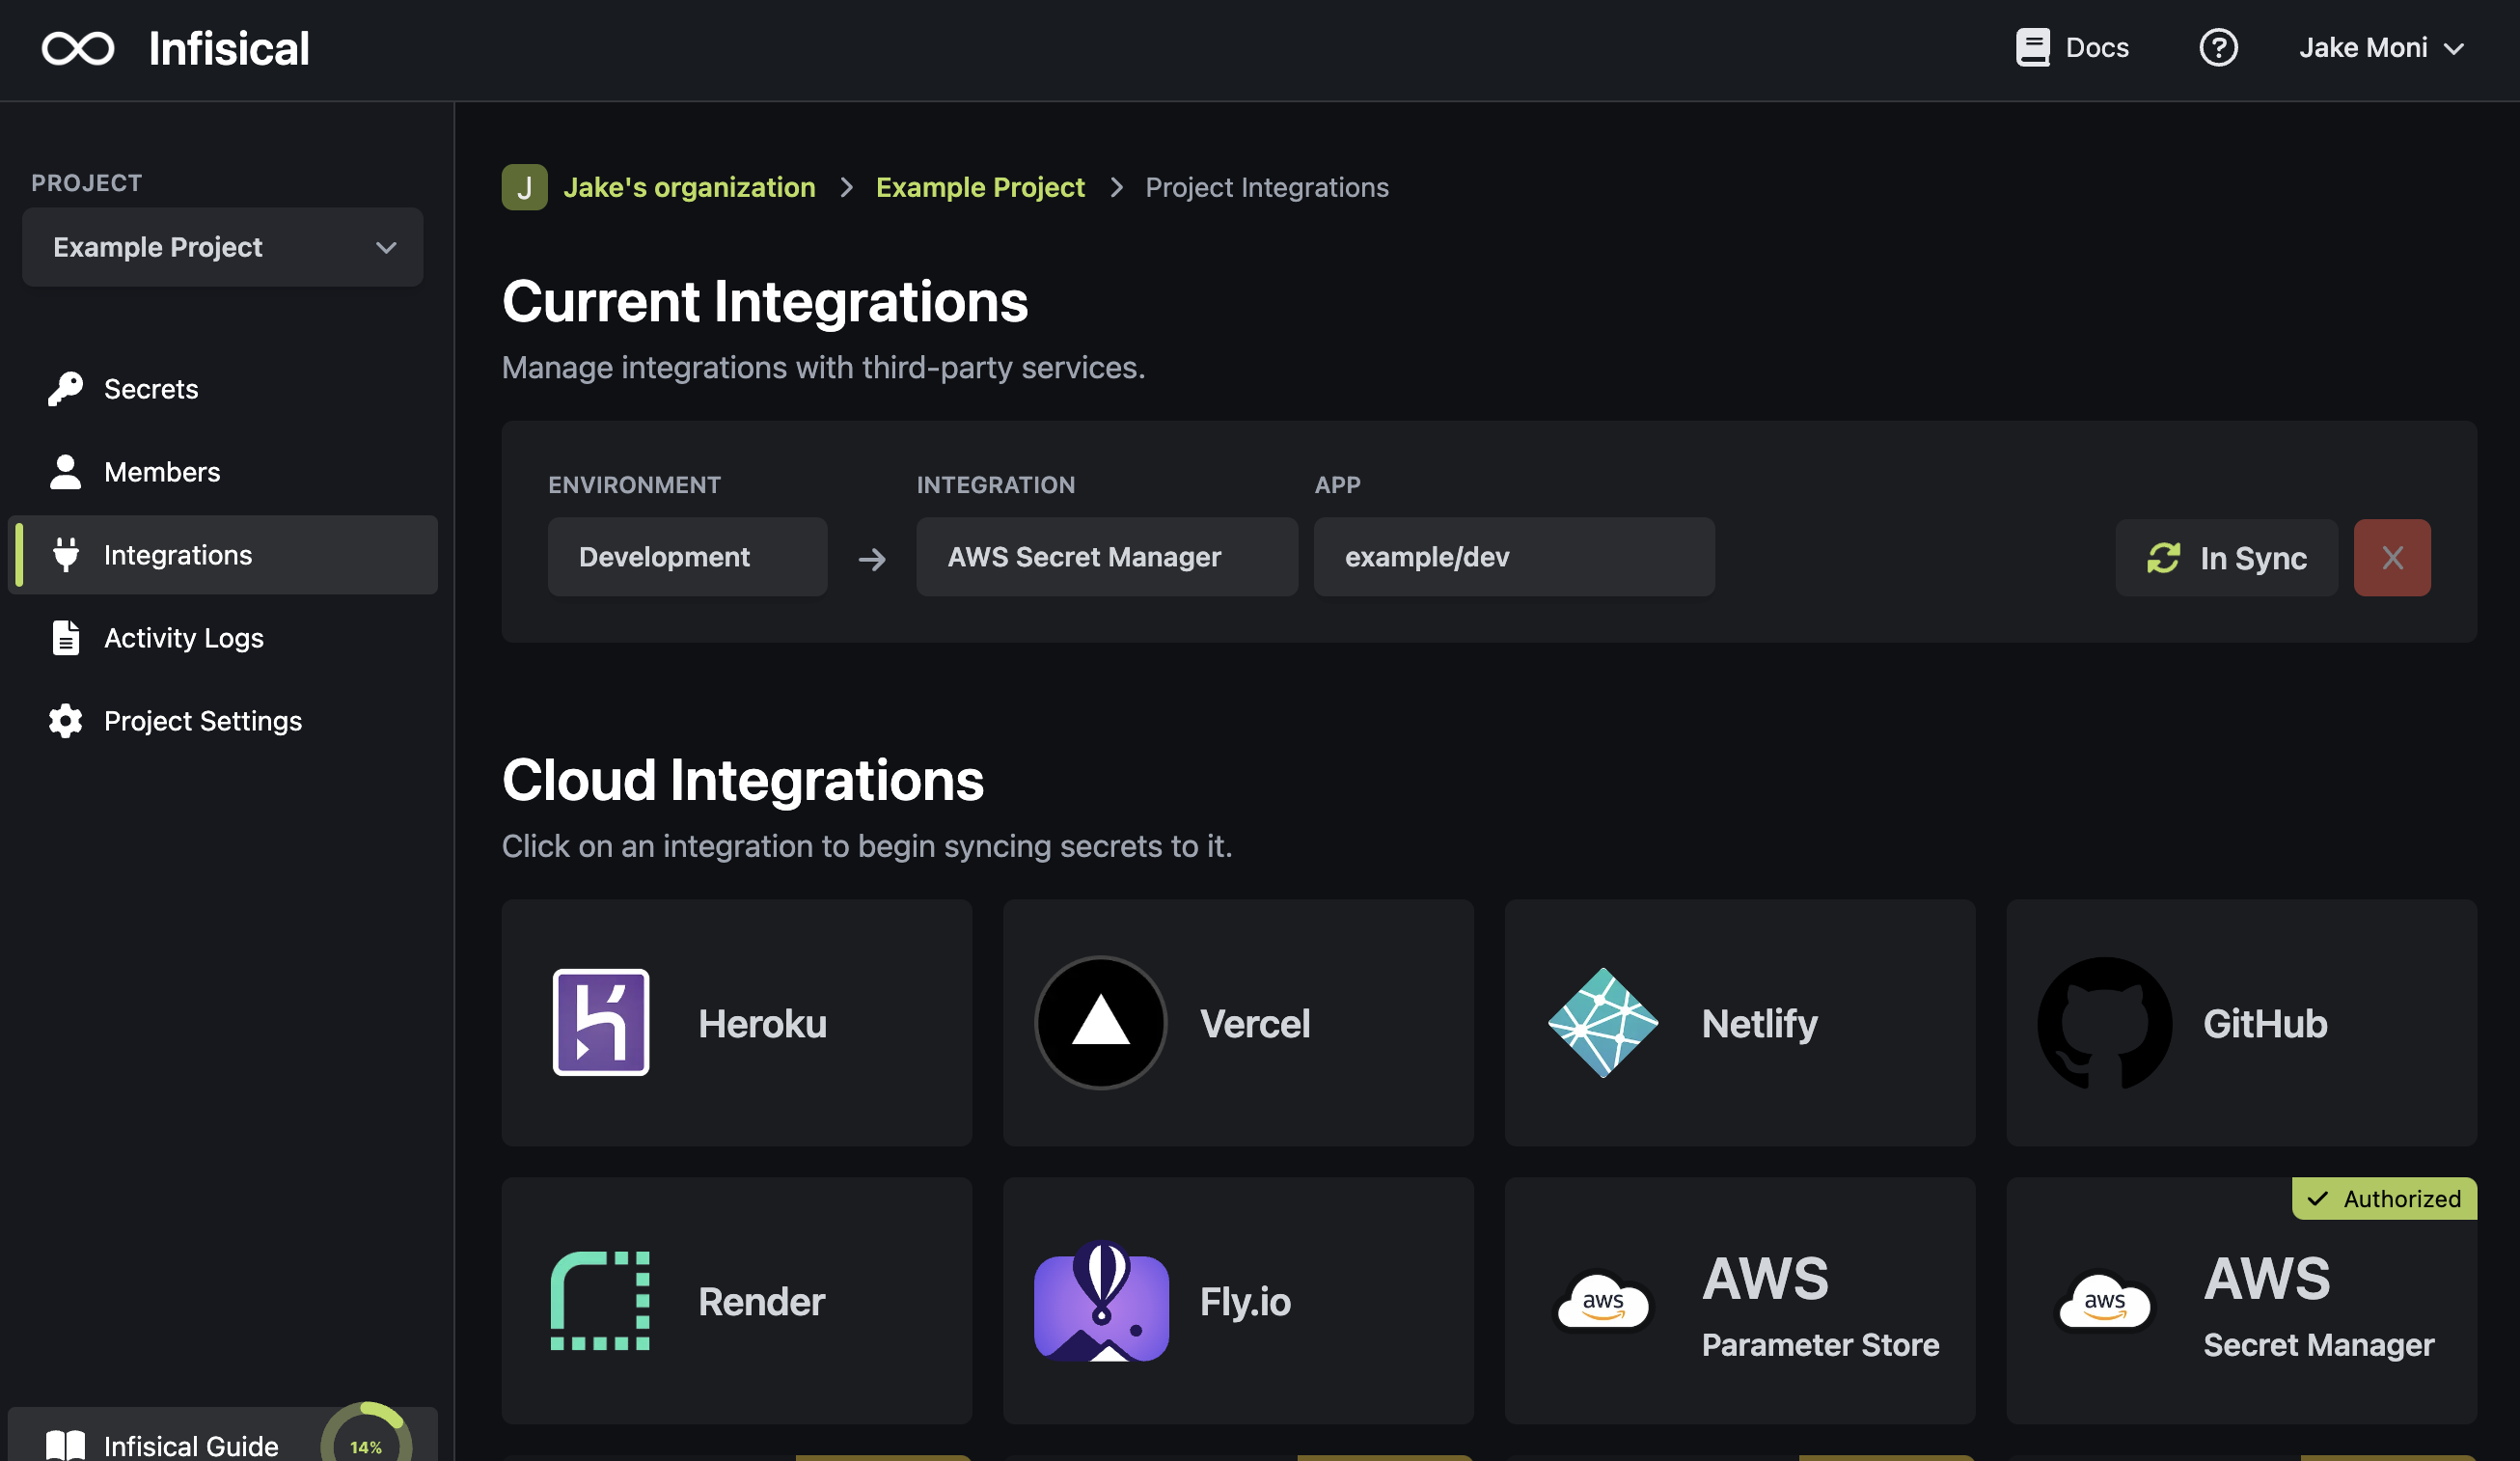 Infisical
Docs
Jake Moni
PROJECT
Example Project
Secrets
Members
Integrations
Activity Logs
Project Settings
Infisical Guide
14%
J Jake's organization > Example Project > Project Integrations
Current Integrations
Manage integrations with third-party services.
ENVIRONMENT INTEGRATION APP
Development → AWS Secret Manager example/dev In Sync X
Cloud Integrations
Click on an integration to begin syncing secrets to it.
Heroku
Vercel
Netlify
GitHub
Render
Fly.io
aws
AWS
Parameter Store
Authorized
aws
AWS
Secret Manager